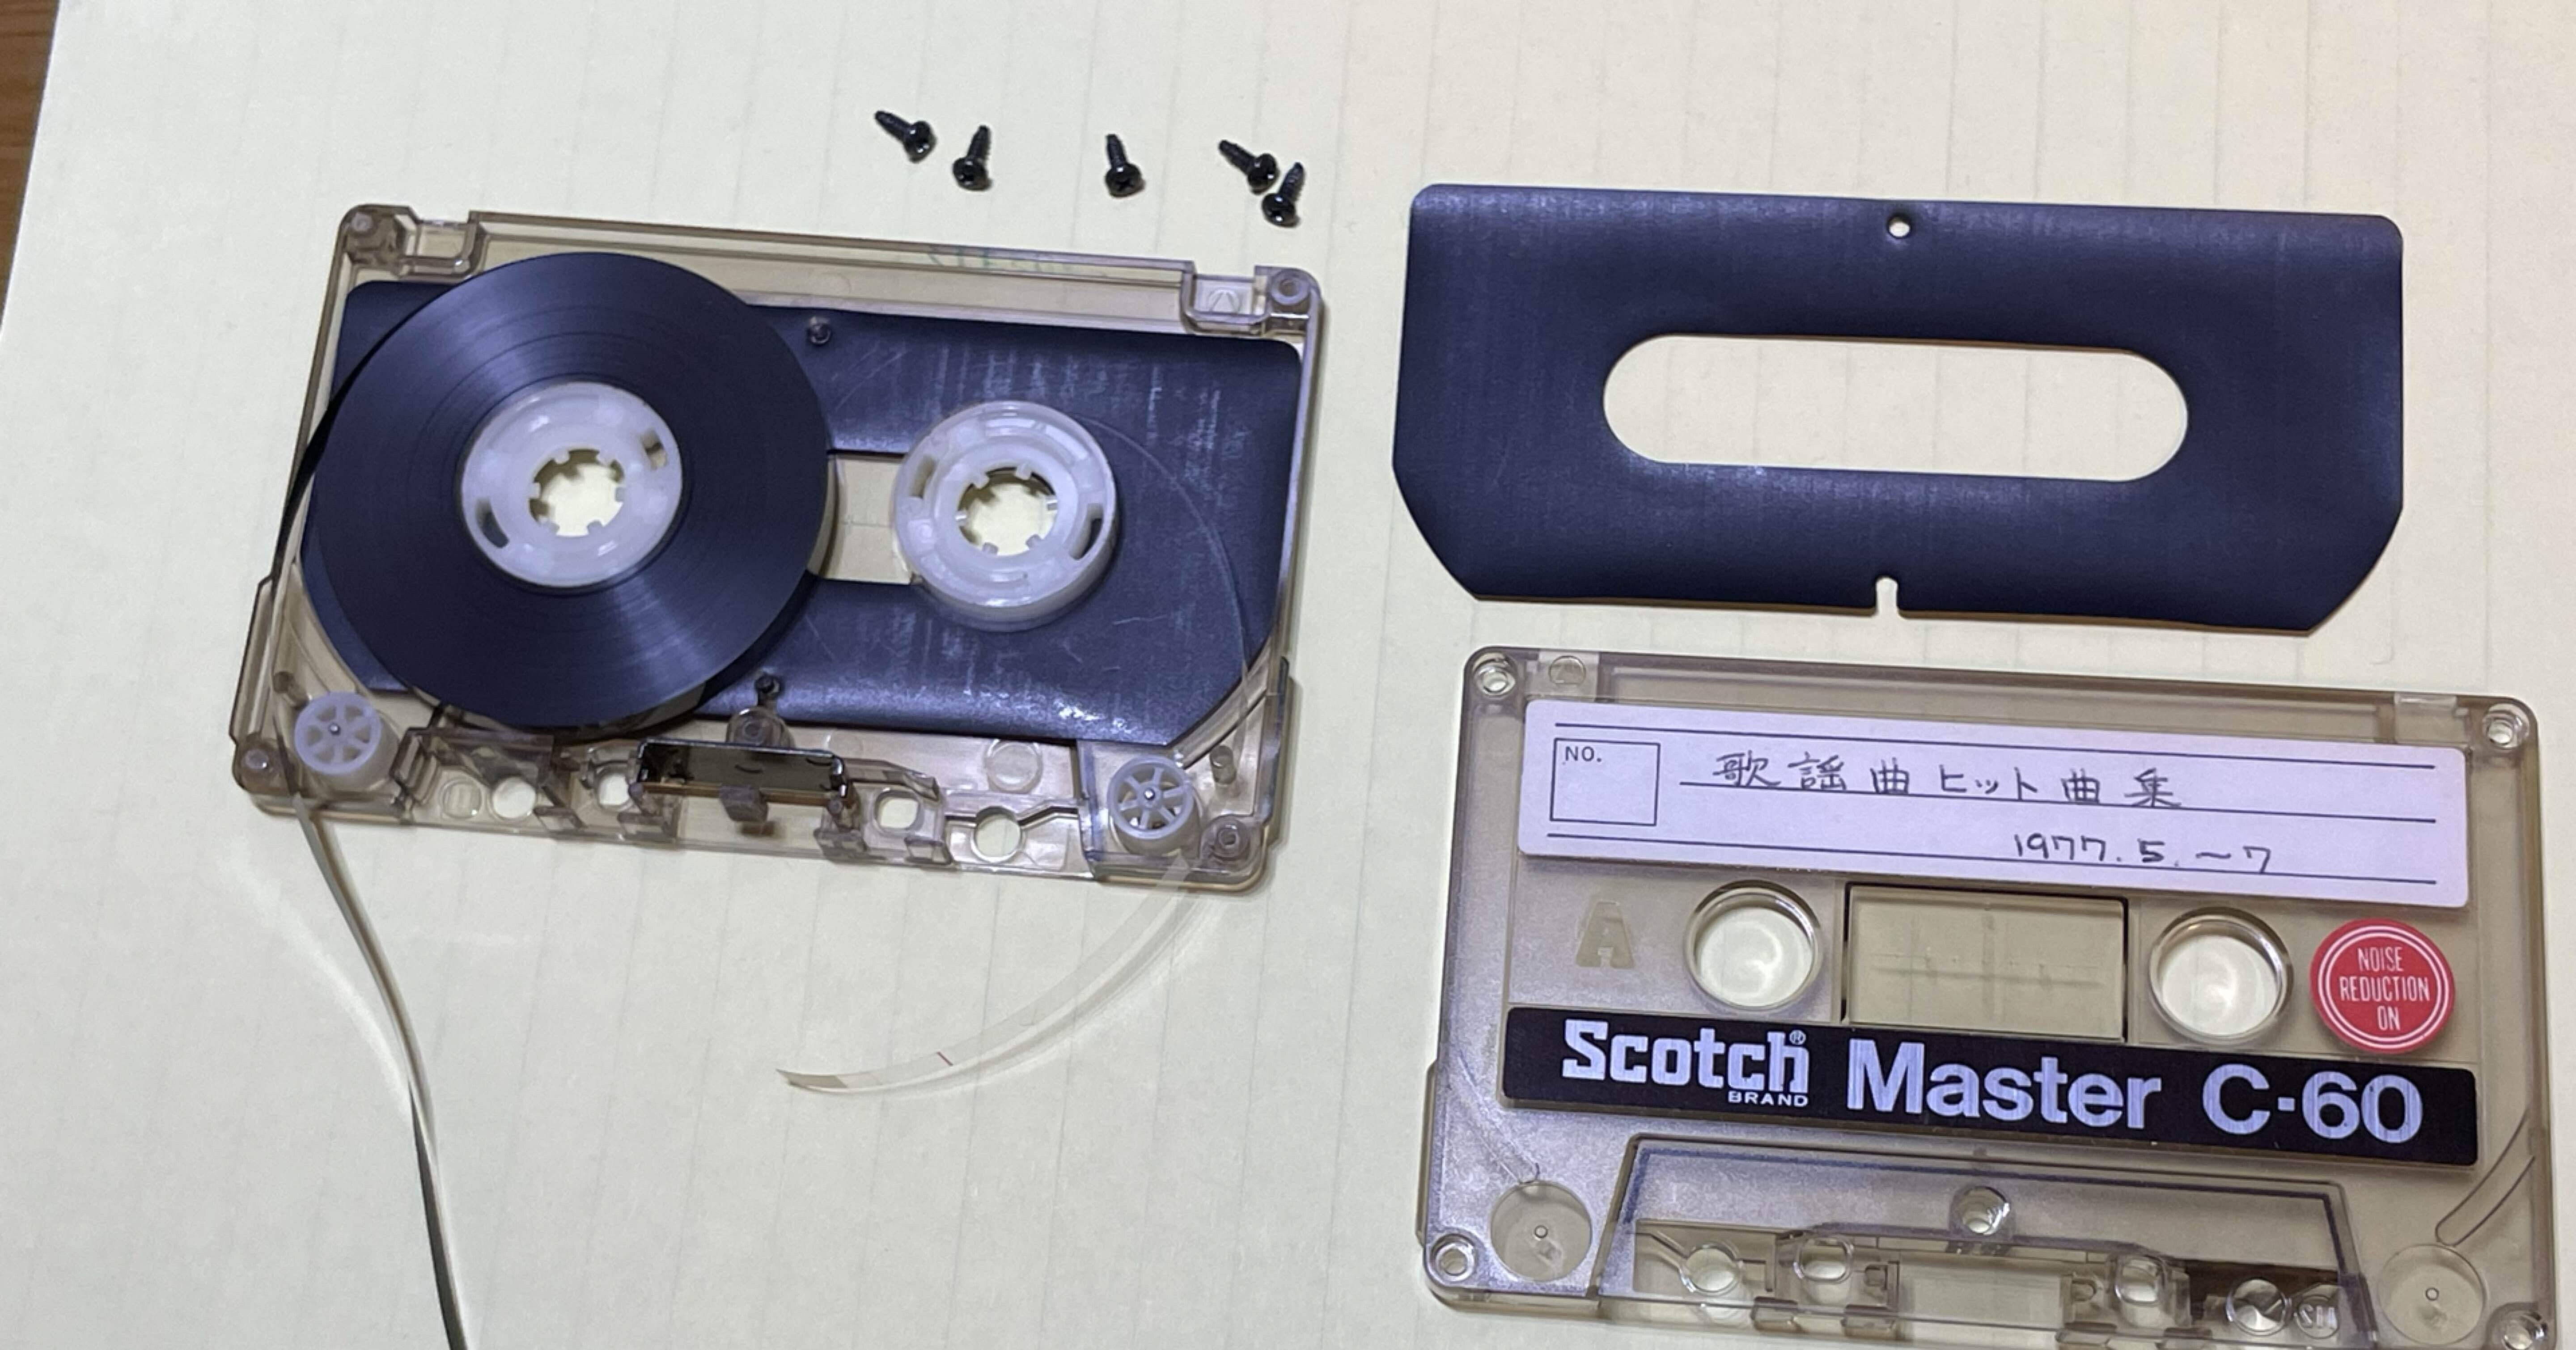 NO.
歌謡曲ヒット曲集
1977.5.~7
A
NOISE
REDUCTION
ON
Scotch®
BRAND
Master C-60